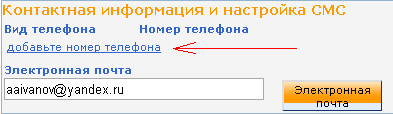 Контактная информация и настройка СМС
Вид телефона Номер телефона
добавьте номер телефона
Электронная почта
aaivanov@yandex.ru
Электронная
почта